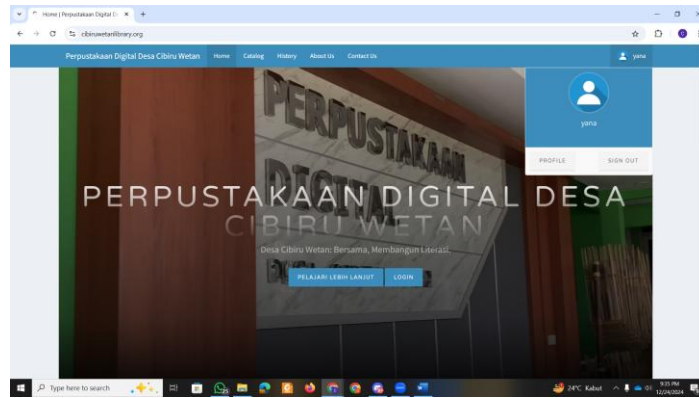 Home | Perpustakaan Digital De
cibiruwetanlibrary.org
Perpustakaan Digital Desa Cibiru Wetan Home Catalog History About Us Contact Us yana
yana
PROFILE SIGN OUT
PERPUSTAKAAN
DIGITAL
PERPUSTAKAAN DIGITAL DESA
CIBIRU WETAN
Desa Cibiru Wetan: Bersama, Membangun Literasi.
PELAJARI LEBIH LANJUT LOGIN
Type here to search 24°C Kabut 9:35 PM
12/24/2024